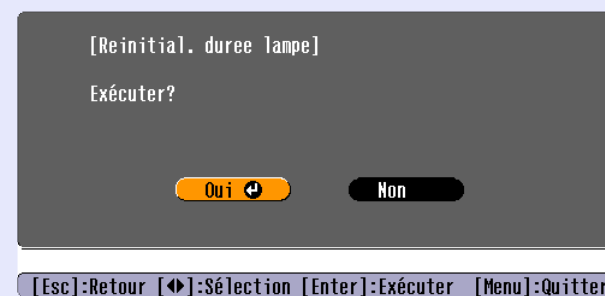 [Reinitial. duree lampe]
Exécuter?
Oui Non
[Esc]:Retour [◆]:Sélection [Enter]:Exécuter [Menu]:Quitter